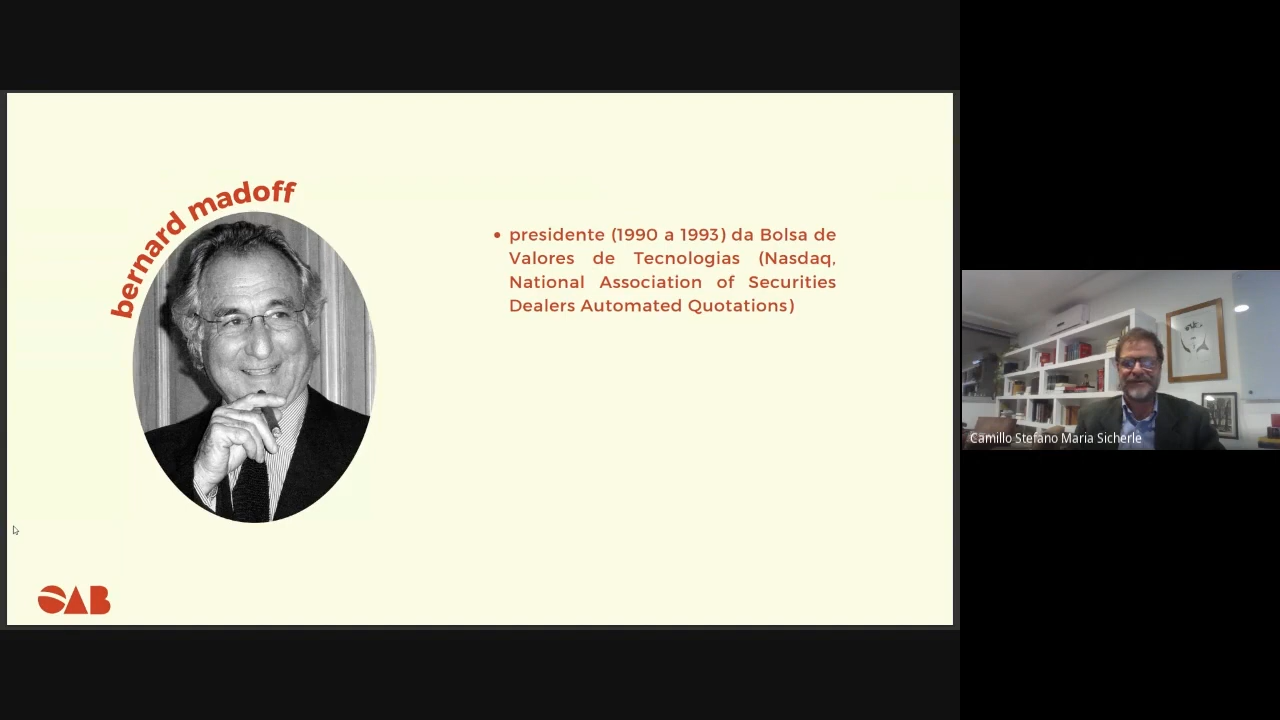 bernard madoff
• presidente (1990 a 1993) da Bolsa de
Valores de Tecnologias (Nasdaq,
National Association of Securities
Dealers Automated Quotations)
OAB
Camillo Stefano Maria Sicherle